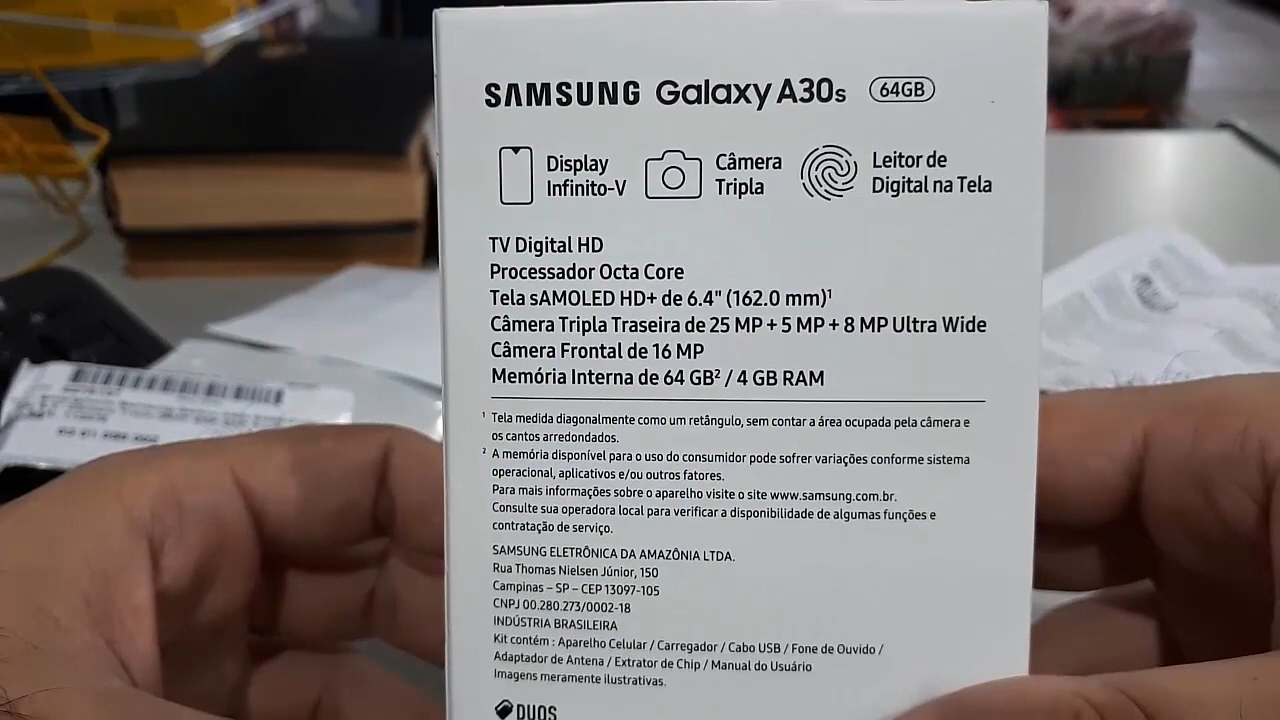 SAMSUNG Galaxy A30s 64GB
Display Infinito-V
Câmera Tripla
Leitor de Digital na Tela
TV Digital HD
Processador Octa Core
Tela sAMOLED HD+ de 6.4" (162.0 mm)¹
Câmera Tripla Traseira de 25 MP + 5 MP + 8 MP Ultra Wide
Câmera Frontal de 16 MP
Memória Interna de 64 GB² / 4 GB RAM
¹ Tela medida diagonalmente como um retângulo, sem contar a área ocupada pela câmera e
os cantos arredondados.
² A memória disponível para o uso do consumidor pode sofrer variações conforme sistema
operacional, aplicativos e/ou outros fatores.
Para mais informações sobre o aparelho visite o site www.samsung.com.br.
Consulte sua operadora local para verificar a disponibilidade de algumas funções e
contratação de serviço.
SAMSUNG ELETRÔNICA DA AMAZÔNIA LTDA.
Rua Thomas Nielsen Júnior, 150
Campinas – SP – CEP 13097-105
CNPJ 00.280.273/0002-18
INDÚSTRIA BRASILEIRA
Kit contém : Aparelho Celular / Carregador / Cabo USB / Fone de Ouvido /
Adaptador de Antena / Extrator de Chip / Manual do Usuário
Imagens meramente ilustrativas.
DUOS